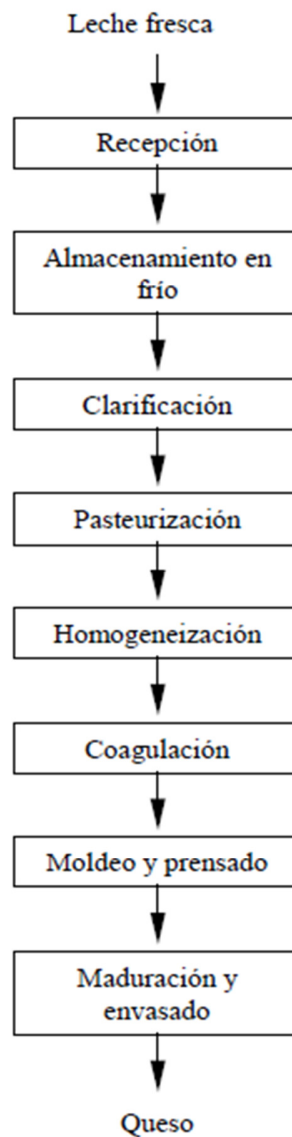 Leche fresca
Recepción
Almacenamiento en
frío
Clarificación
Pasteurización
Homogeneización
Coagulación
Moldeo y prensado
Maduración y
envasado
Queso